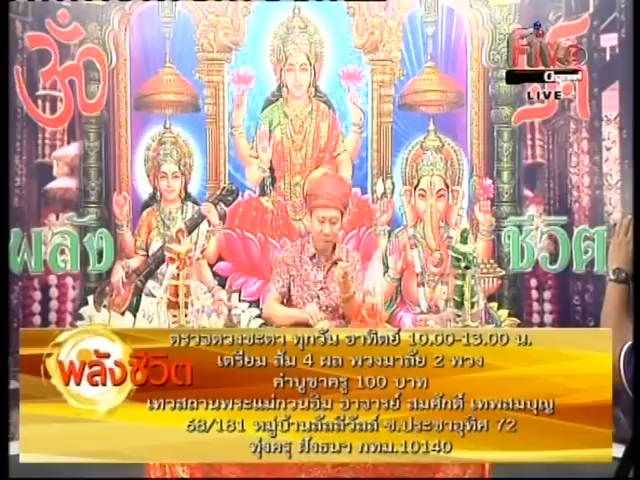 ॐ
Five
Channel
LIVE
พลัง
ชีวิต
พลังชีวิต
ตรวจดวงชะตา ทุกวัน อาทิตย์ 10.00-13.00 น.
เตรียม ส้ม 4 ผล พวงมาลัย 2 พวง
ค่าบูชาครู 100 บาท
เทวสถานพระแม่กวนอิม อาจารย์ สมศักดิ์ เทพสมบุญ
68/181 หมู่บ้านลัลลี่วิลล์ ซ.ประชาอุทิศ 72
ทุ่งครุ ฝั่งธนฯ กทม.10140